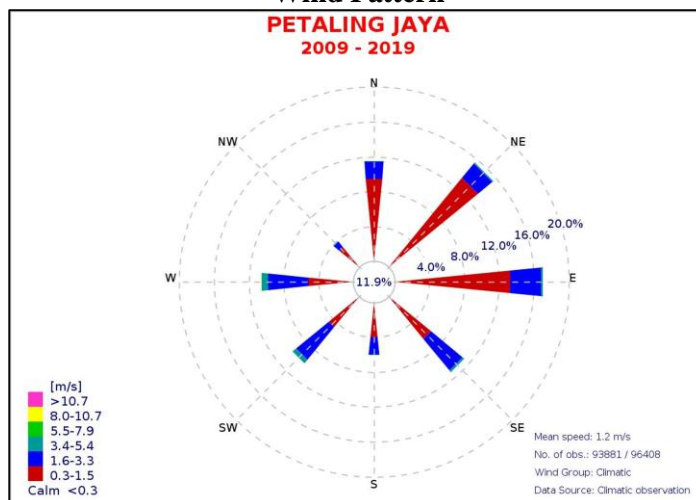 Wind Pattern
PETALING JAYA
2009 - 2019
N
NW
NE
20.0%
16.0%
12.0%
8.0%
4.0%
W
11.9%
E
SW
SE
S
[m/s]
>10.7
8.0-10.7
5.5-7.9
3.4-5.4
1.6-3.3
0.3-1.5
Calm <0.3
Mean speed: 1.2 m/s
No. of obs.: 93881 / 96408
Wind Group: Climatic
Data Source: Climatic observation